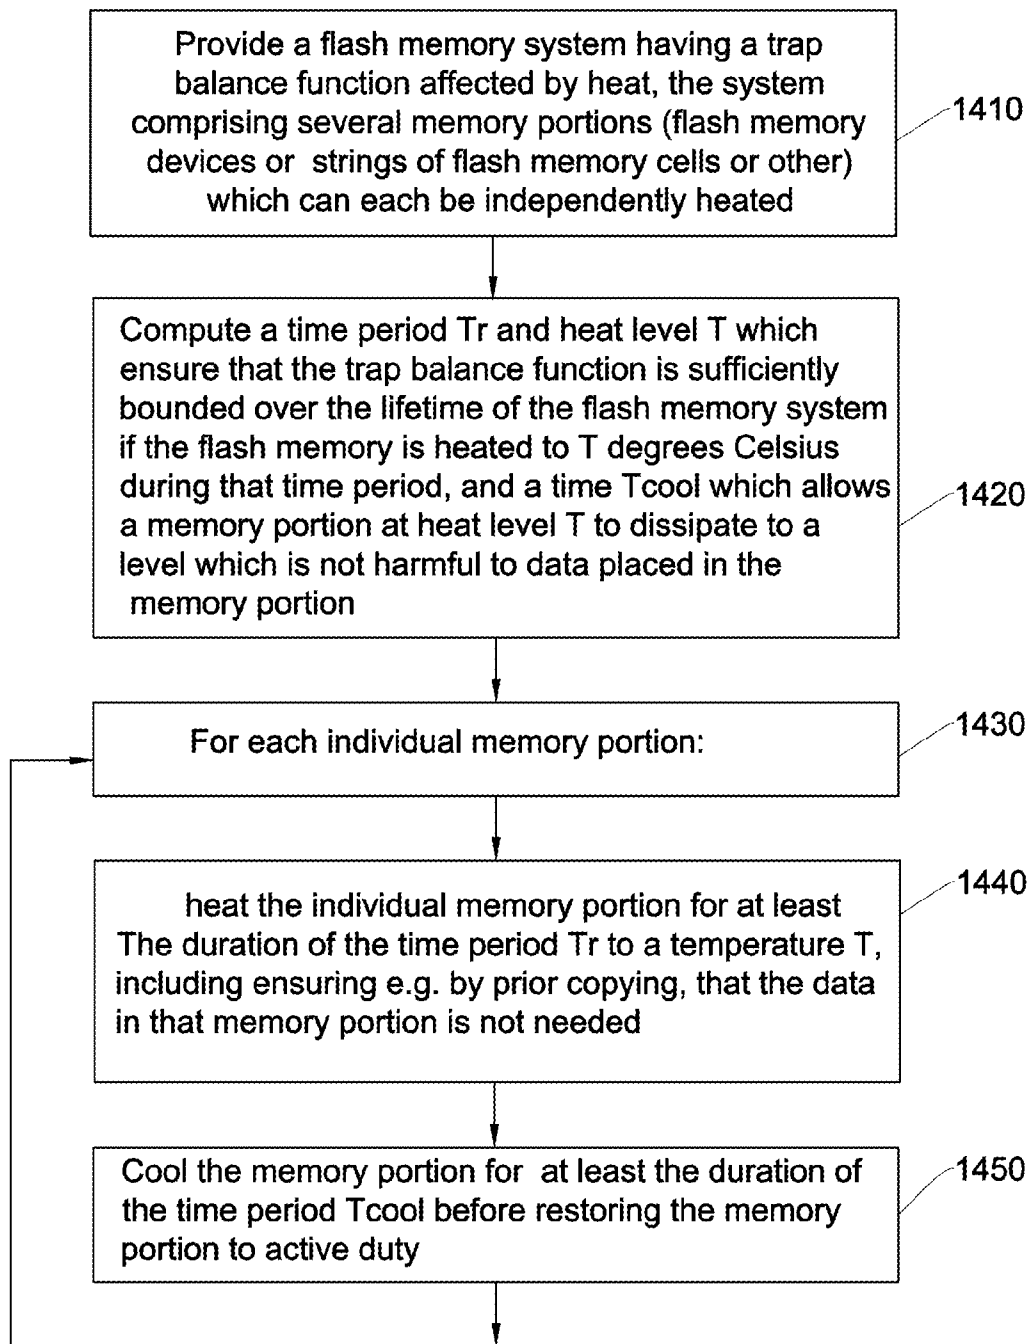 Provide a flash memory system having a trap
balance function affected by heat, the system
comprising several memory portions (flash memory
devices or strings of flash memory cells or other)
which can each be independently heated
1410
Compute a time period Tr and heat level T which
ensure that the trap balance function is sufficiently
bounded over the lifetime of the flash memory system
if the flash memory is heated to T degrees Celsius
during that time period, and a time Tcool which allows
a memory portion at heat level T to dissipate to a
level which is not harmful to data placed in the
memory portion
1420
For each individual memory portion:
1430
heat the individual memory portion for at least
The duration of the time period Tr to a temperature T,
including ensuring e.g. by prior copying, that the data
in that memory portion is not needed
1440
Cool the memory portion for at least the duration of
the time period Tcool before restoring the memory
portion to active duty
1450